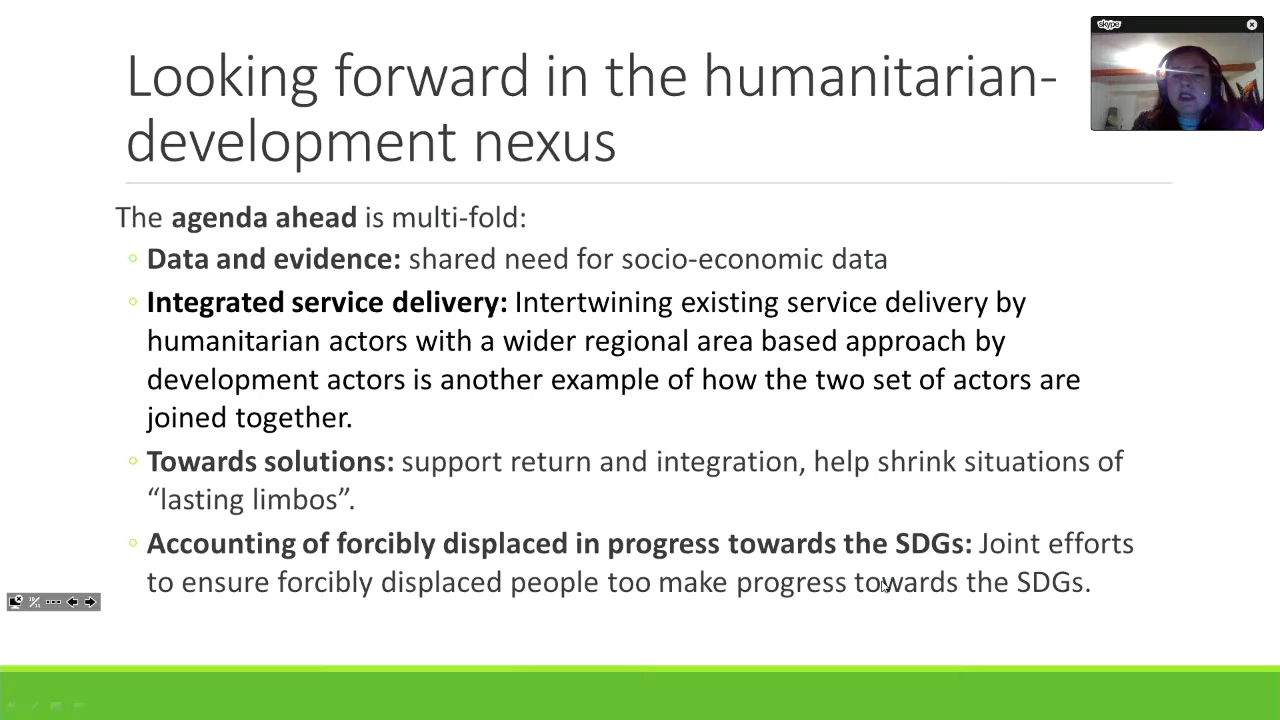 skype
Looking forward in the humanitarian-
development nexus
The agenda ahead is multi-fold:
Data and evidence: shared need for socio-economic data
Integrated service delivery: Intertwining existing service delivery by
humanitarian actors with a wider regional area based approach by
development actors is another example of how the two set of actors are
joined together.
Towards solutions: support return and integration, help shrink situations of
“lasting limbos”.
Accounting of forcibly displaced in progress towards the SDGs: Joint efforts
to ensure forcibly displaced people too make progress towards the SDGs.